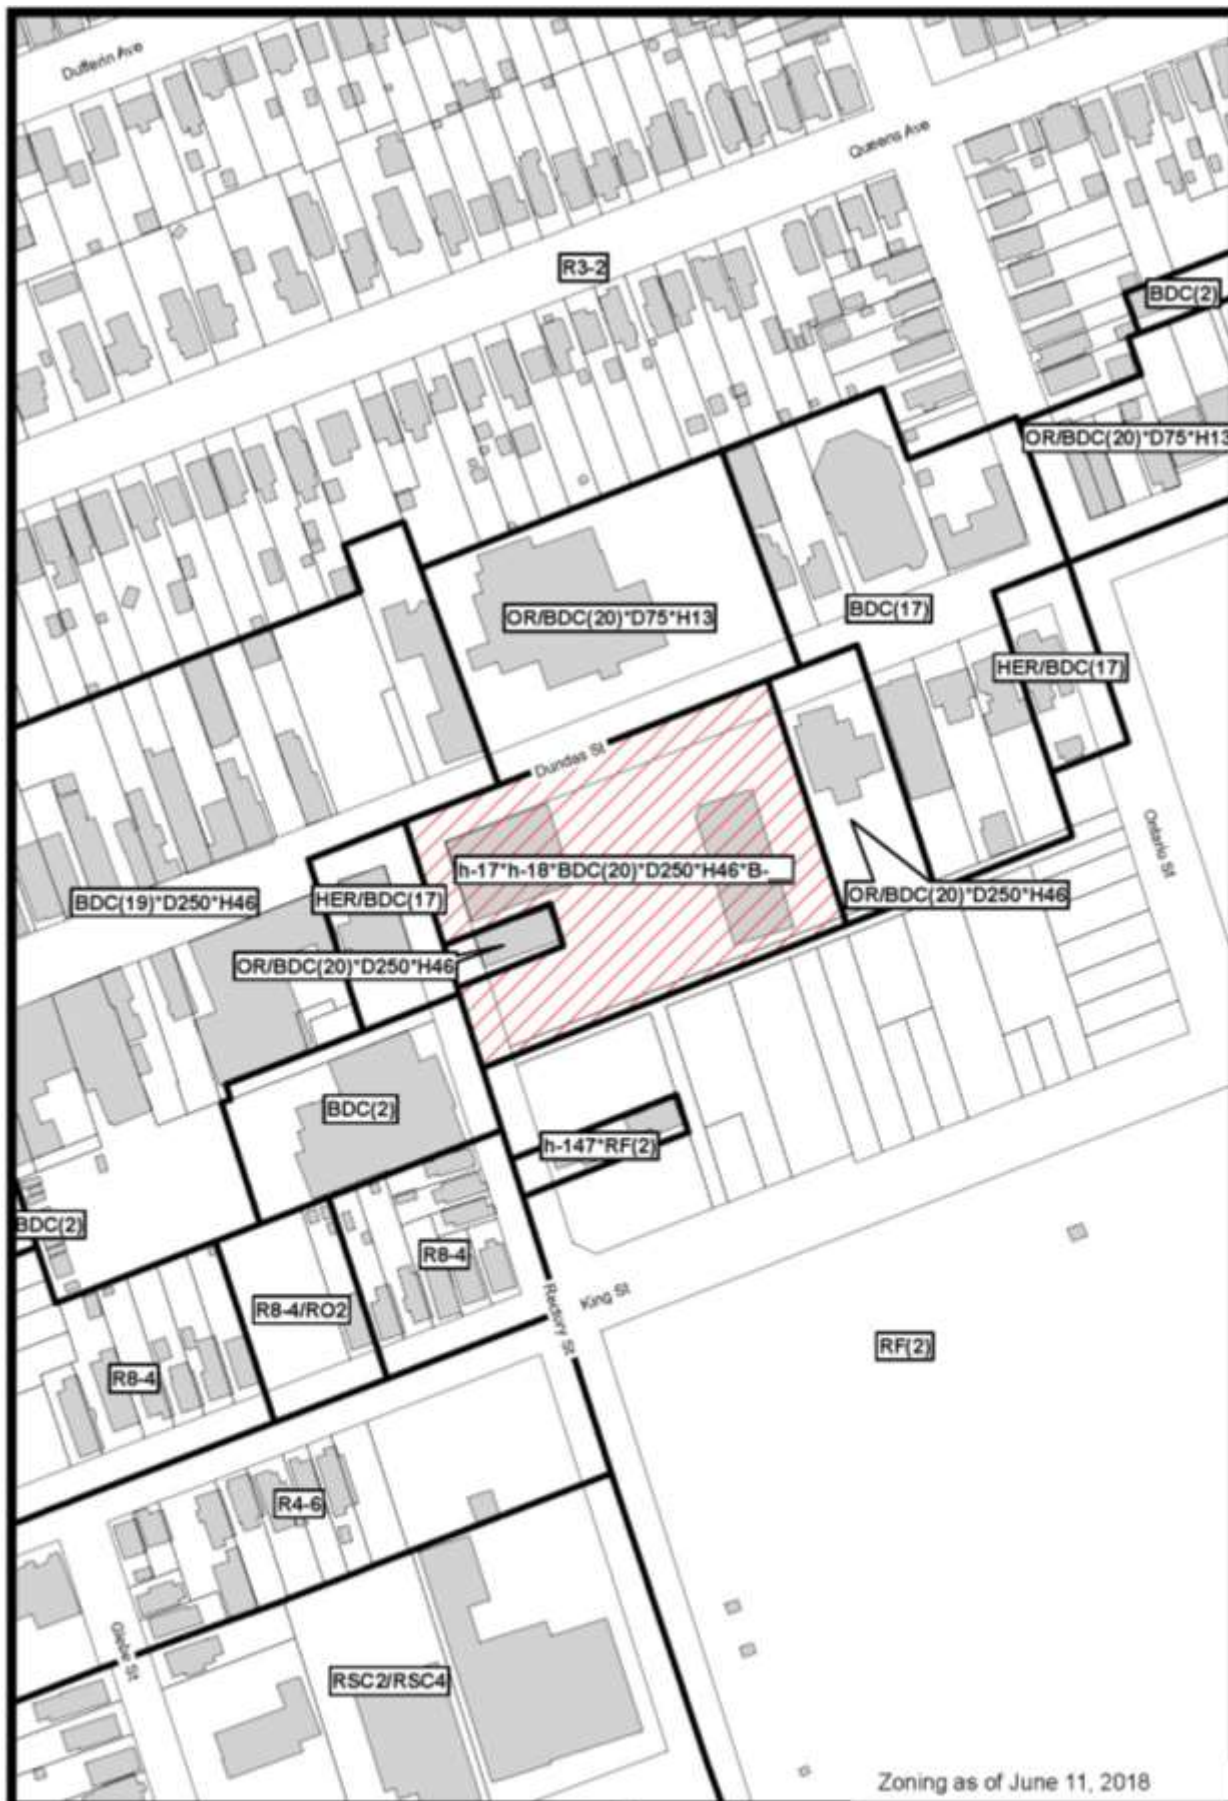 Dufferin Ave
Queens Ave
R3-2
BDC(2)
OR/BDC(20)*D75*H13
OR/BDC(20)*D75*H13
BDC(17)
HER/BDC(17)
Dundas St
Ontario St
h-17*h-18*BDC(20)*D250*H46*B-__
BDC(19)*D250*H46
HER/BDC(17)
OR/BDC(20)*D250*H46
OR/BDC(20)*D250*H46
BDC(2)
h-147*RF(2)
BDC(2)
R8-4
R8-4/RO2
Rectory St
King St
RF(2)
R8-4
R4-6
Glebe St
RSC2/RSC4
Zoning as of June 11, 2018